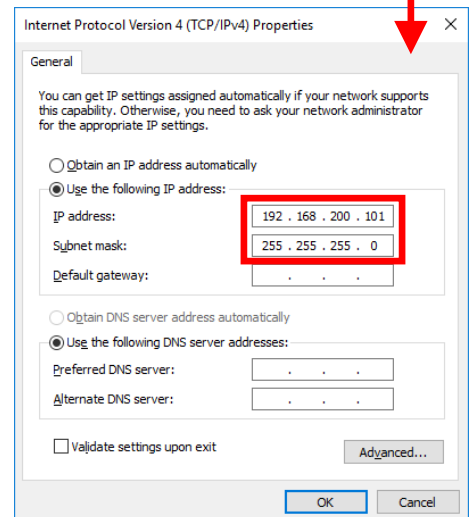 Internet Protocol Version 4 (TCP/IPv4) Properties
General
You can get IP settings assigned automatically if your network supports
this capability. Otherwise, you need to ask your network administrator
for the appropriate IP settings.
Obtain an IP address automatically
Use the following IP address:
IP address: 192 . 168 . 200 . 101
Subnet mask: 255 . 255 . 255 . 0
Default gateway: . . .
Obtain DNS server address automatically
Use the following DNS server addresses:
Preferred DNS server: . . .
Alternate DNS server: . . .
Validate settings upon exit
Advanced...
OK Cancel